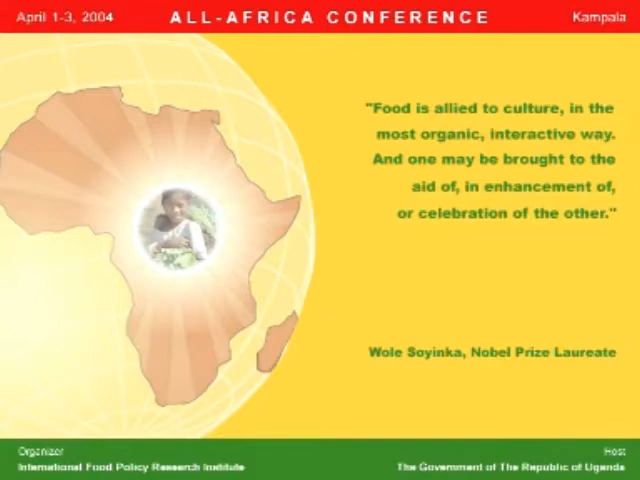 April 1-3, 2004 ALL-AFRICA CONFERENCE Kampala
"Food is allied to culture, in the
most organic, interactive way.
And one may be brought to the
aid of, in enhancement of,
or celebration of the other."
Wole Soyinka, Nobel Prize Laureate
Organizer
International Food Policy Research Institute
Host
The Government of The Republic of Uganda